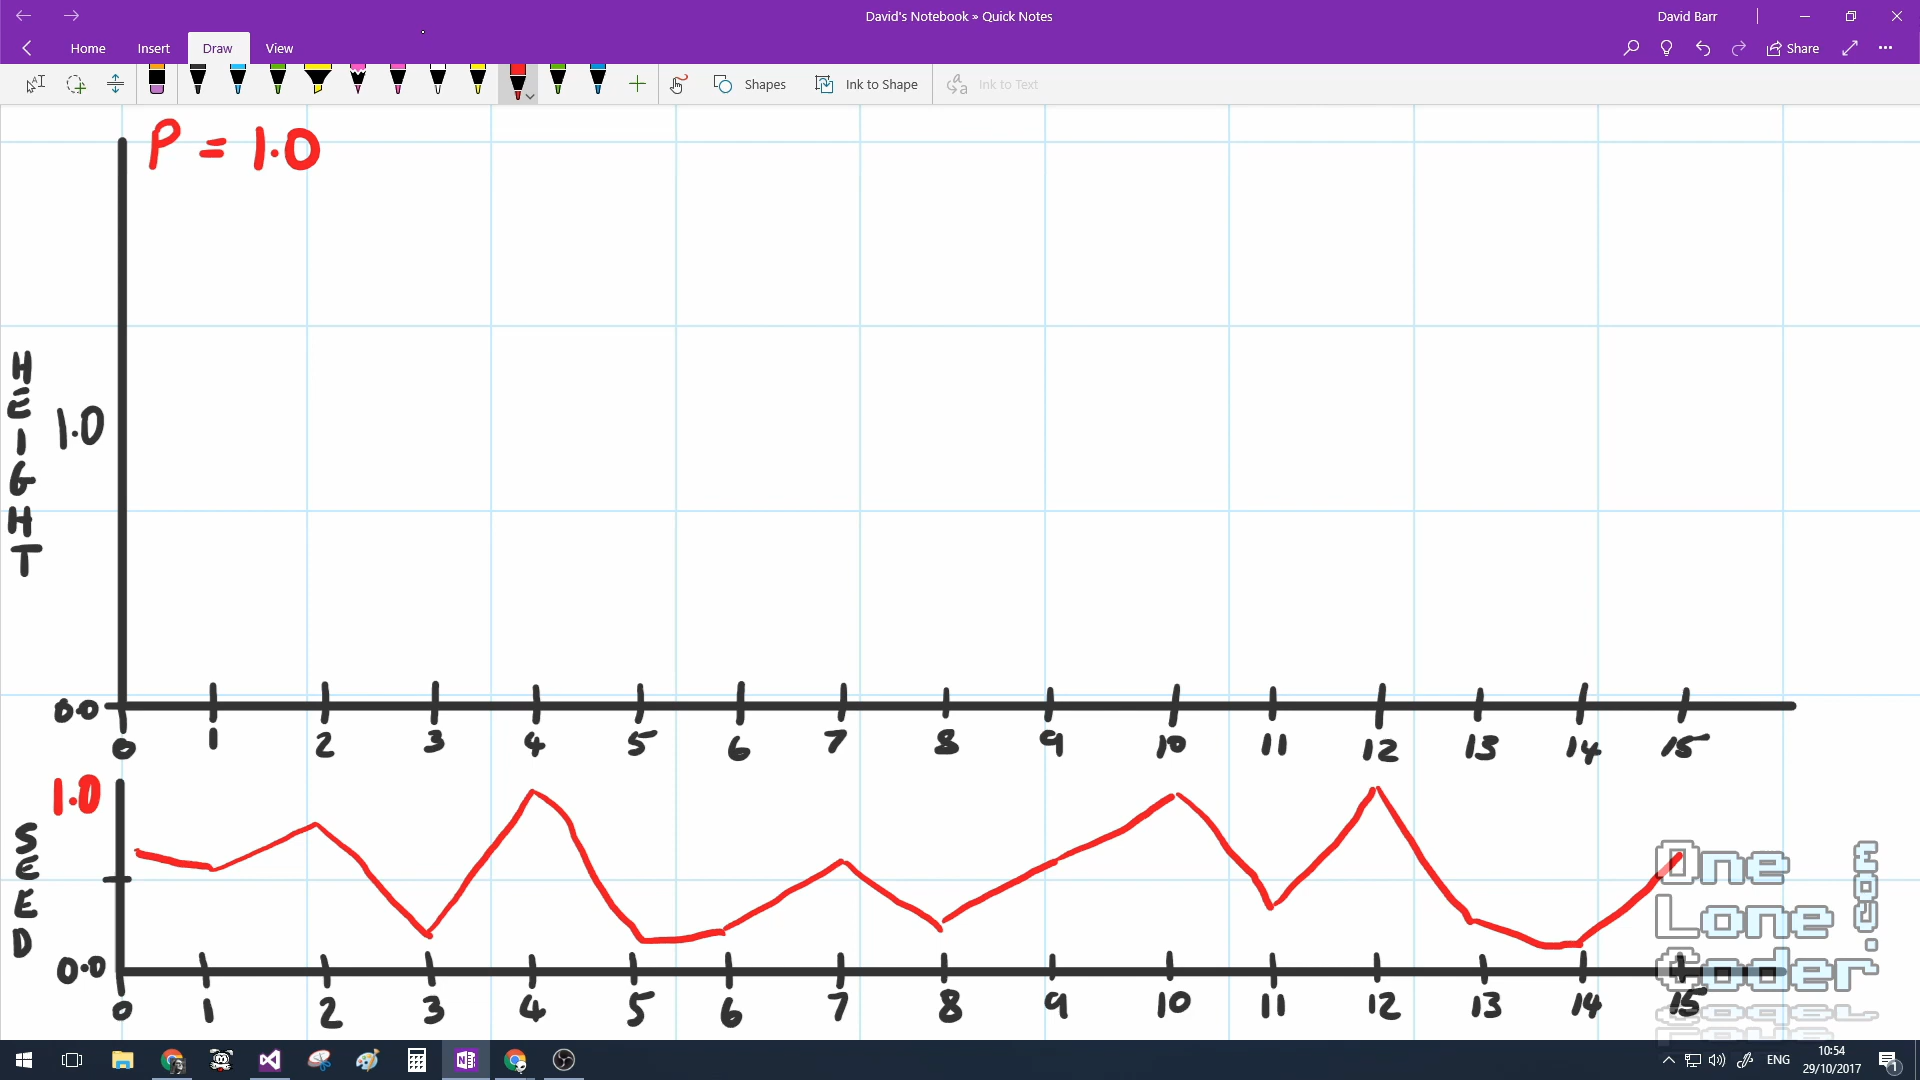 David's Notebook » Quick Notes
David Barr
Home Insert Draw View
Share
Shapes
Ink to Shape
Ink to Text
P = 1.0
HEIGHT
1.0
0.0
0 1 2 3 4 5 6 7 8 9 10 11 12 13 14 15
1.0
SEED
0.0
0 1 2 3 4 5 6 7 8 9 10 11 12 13 14 15
One
Lone
Coder
.com
ENG
10:54
29/10/2017
1